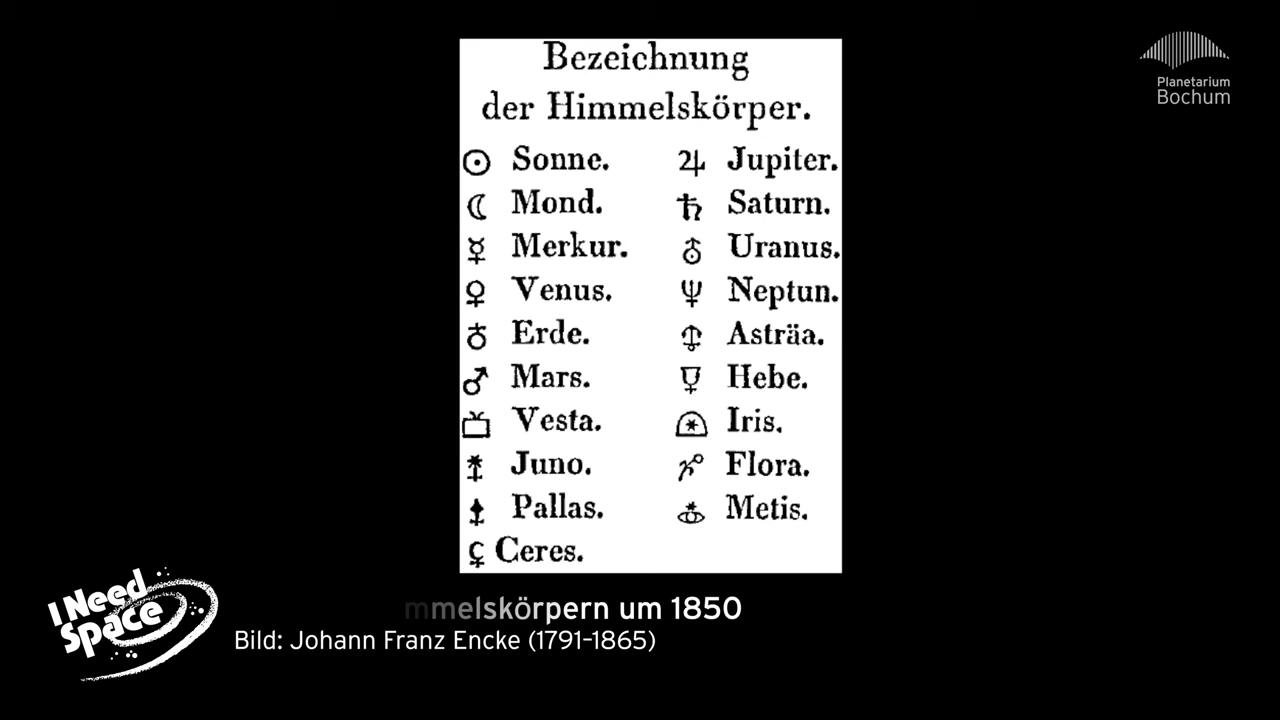 Bezeichnung
der Himmelskörper.
☉ Sonne.
☾ Mond.
☿ Merkur.
♀ Venus.
♁ Erde.
♂ Mars.
Vesta.
Juno.
Pallas.
Ceres.
♃ Jupiter.
♄ Saturn.
⛢ Uranus.
♆ Neptun.
Asträa.
Hebe.
Iris.
Flora.
Metis.
Planetarium
Bochum
I Need
Space
mmelskörpern um 1850
Bild: Johann Franz Encke (1791–1865)